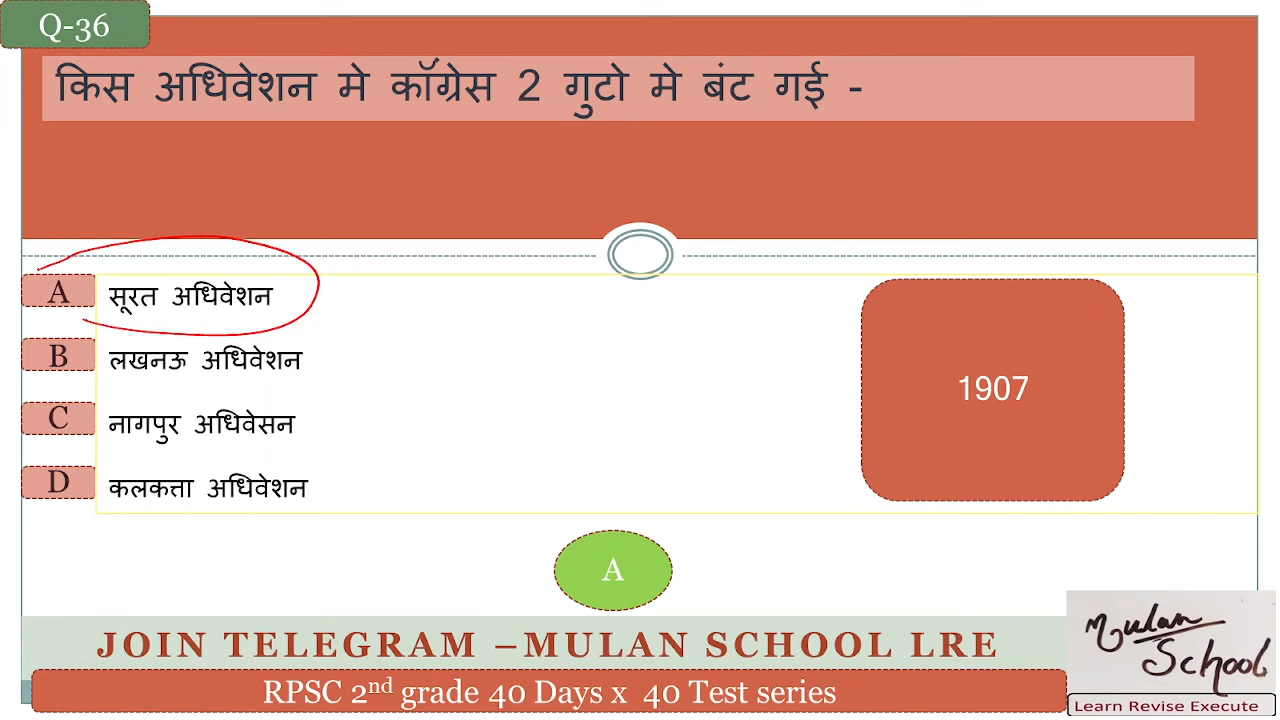 Q-36
किस अधिवेशन मे कॉंग्रेस 2 गुटो मे बंट गई -
A सूरत अधिवेशन
B लखनऊ अधिवेशन
C नागपुर अधिवेसन
D कलकत्ता अधिवेशन
1907
A
JOIN TELEGRAM –MULAN SCHOOL LRE
RPSC 2nd grade 40 Days x 40 Test series
Mulan
School
Learn Revise Execute